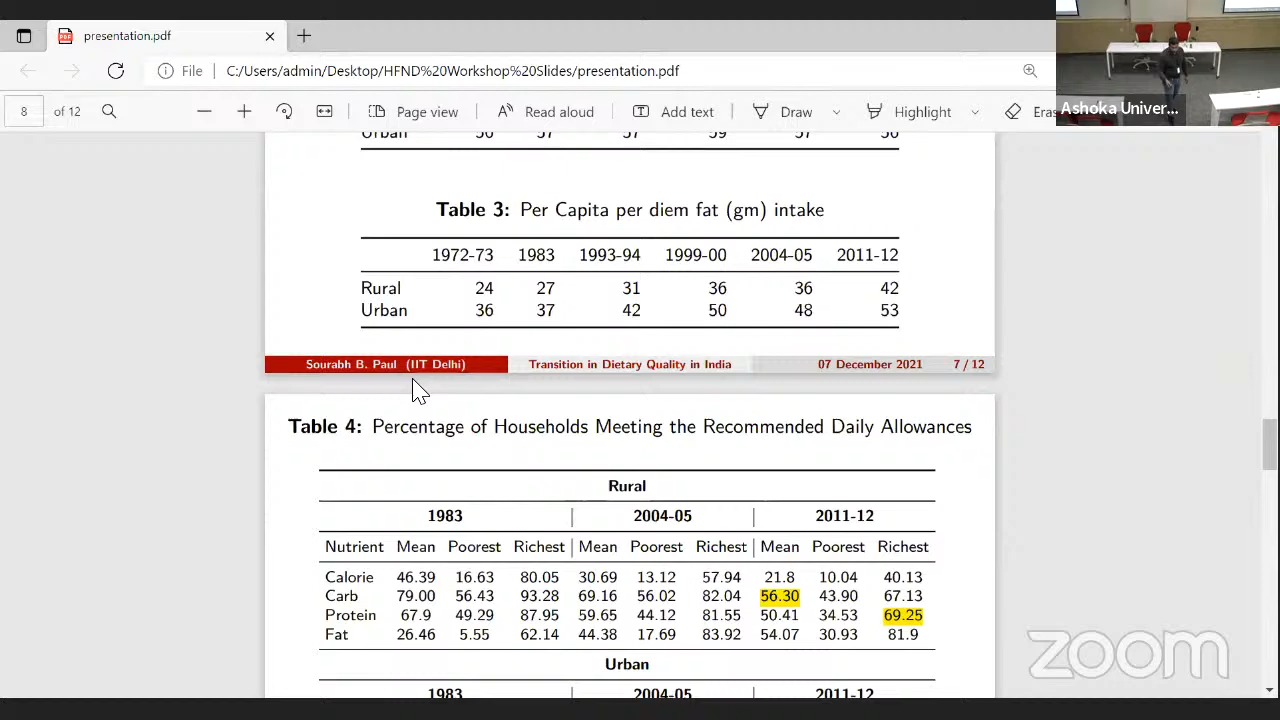 presentation.pdf
File C:/Users/admin/Desktop/HFND%20Workshop%20Slides/presentation.pdf
8 of 12 Page view Read aloud Add text Draw Highlight Eras
Ashoka Univer...
Urban 56 57 57 59 57 56
Table 3: Per Capita per diem fat (gm) intake
1972-73 1983 1993-94 1999-00 2004-05 2011-12
Rural 24 27 31 36 36 42
Urban 36 37 42 50 48 53
Sourabh B. Paul (IIT Delhi) Transition in Dietary Quality in India 07 December 2021 7 / 12
Table 4: Percentage of Households Meeting the Recommended Daily Allowances
Rural
1983 2004-05 2011-12
Nutrient Mean Poorest Richest Mean Poorest Richest Mean Poorest Richest
Calorie 46.39 16.63 80.05 30.69 13.12 57.94 21.8 10.04 40.13
Carb 79.00 56.43 93.28 69.16 56.02 82.04 56.30 43.90 67.13
Protein 67.9 49.29 87.95 59.65 44.12 81.55 50.41 34.53 69.25
Fat 26.46 5.55 62.14 44.38 17.69 83.92 54.07 30.93 81.9
Urban
1983 2004-05 2011-12
zoom